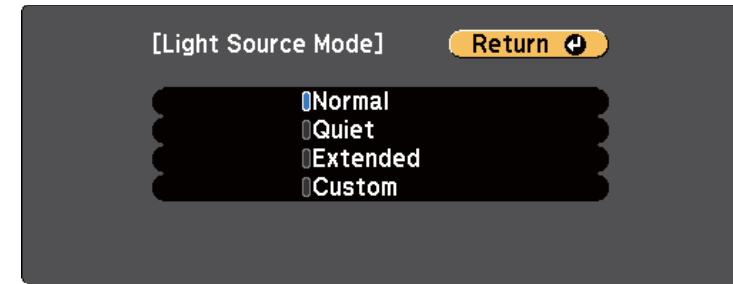 [Light Source Mode] Return
Normal
Quiet
Extended
Custom